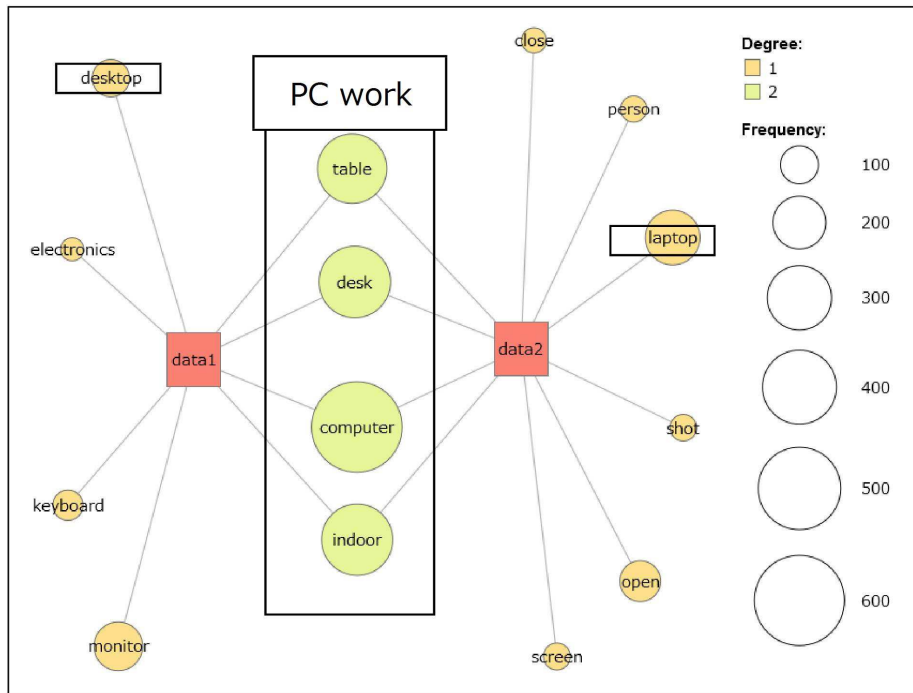 close
Degree:
desktop
1
2
PC work
person
Frequency:
table
100
200
electronics
laptop
desk
300
data1
data2
400
computer
shot
keyboard
500
indoor
open
600
monitor
screen